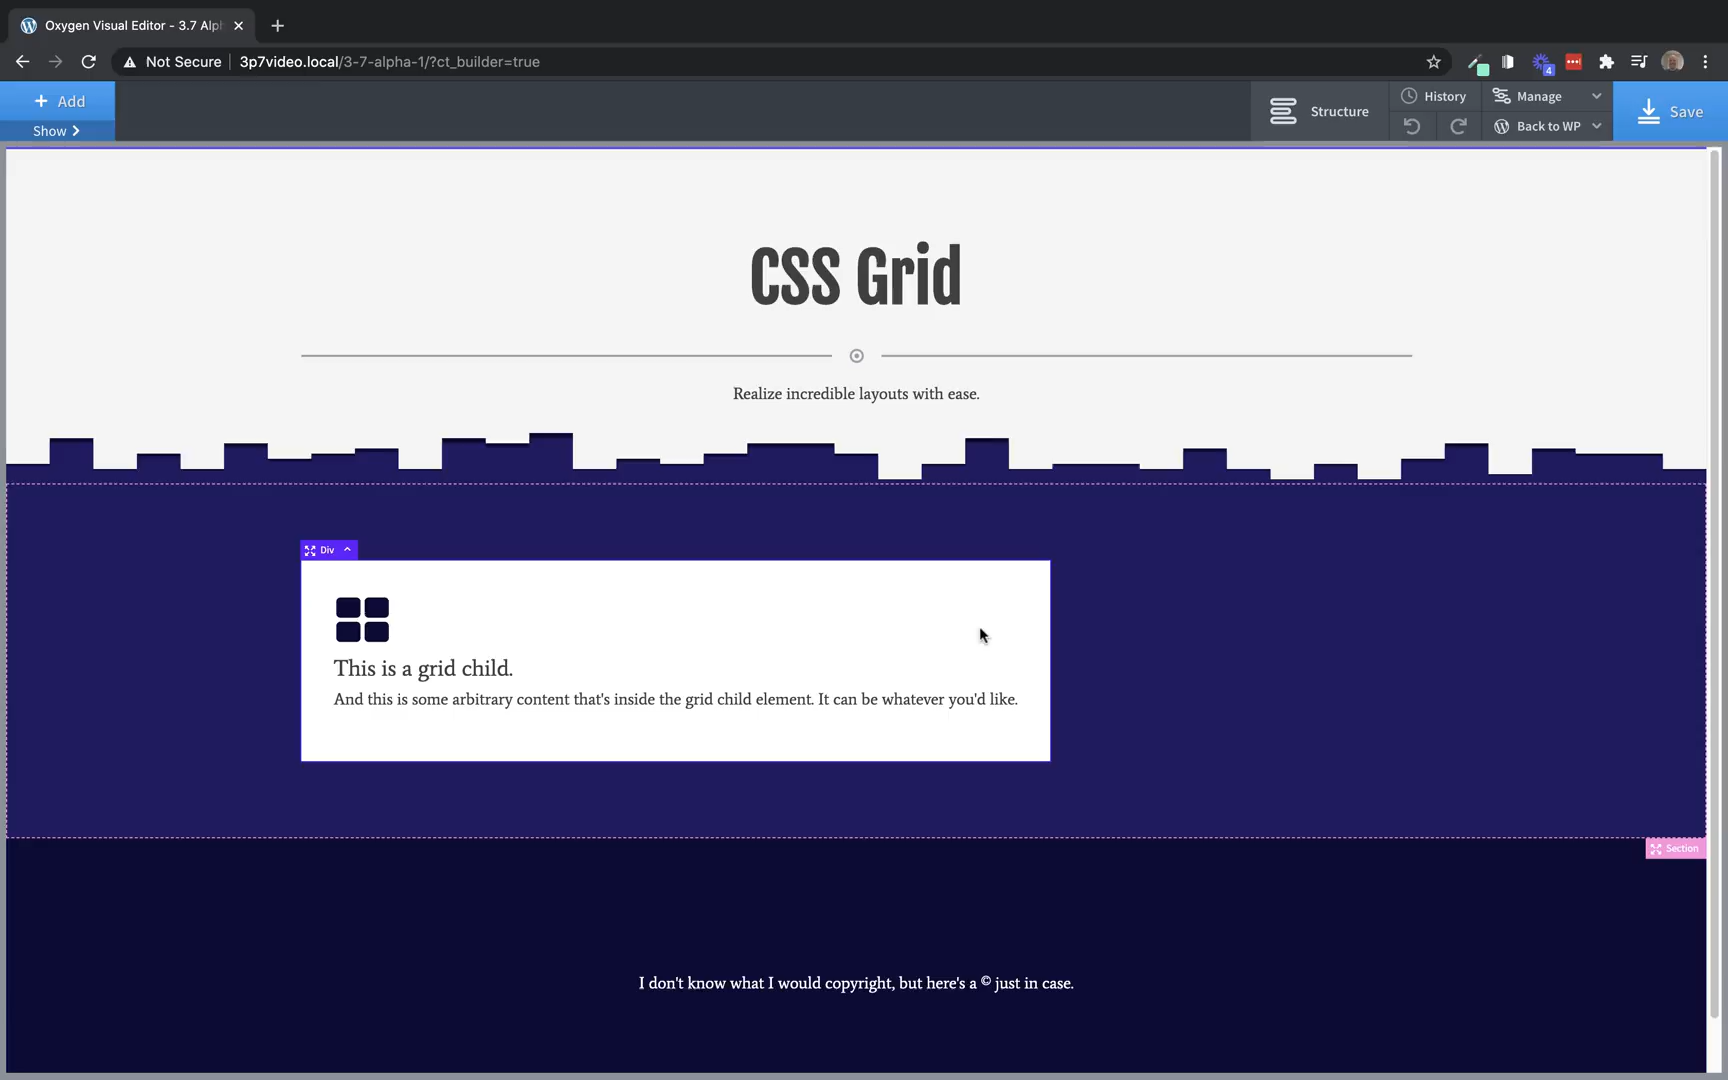 Oxygen Visual Editor - 3.7 Alp
Not Secure
3p7video.local/3-7-alpha-1/?ct_builder=true
4
+ Add
Show
Structure
History
Manage
Back to WP
Save
CSS Grid
Realize incredible layouts with ease.
Div
This is a grid child.
And this is some arbitrary content that's inside the grid child element. It can be whatever you'd like.
Section
I don't know what I would copyright, but here's a © just in case.